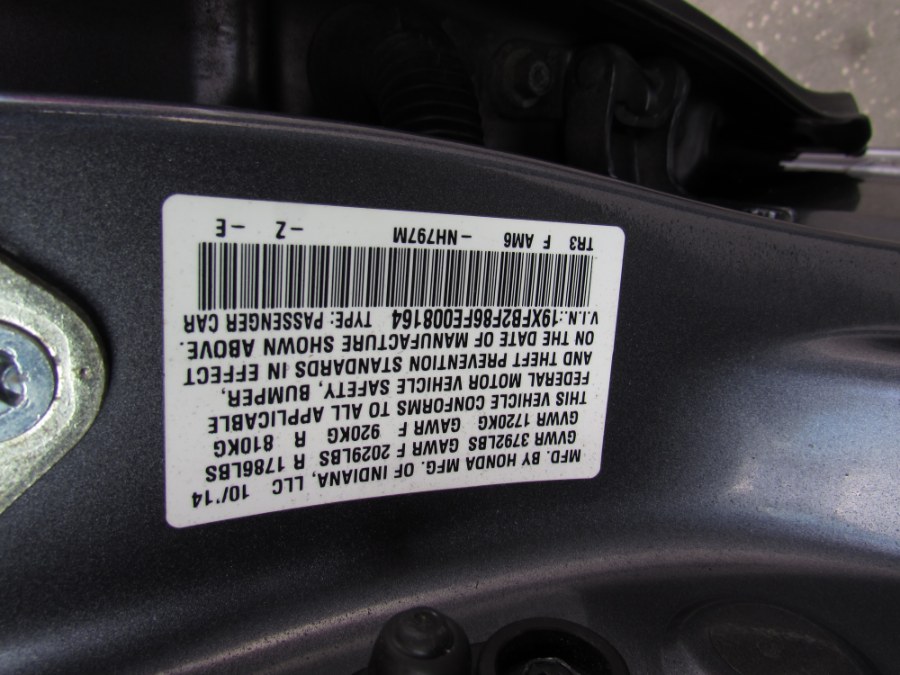 MFD. BY HONDA MFG. OF INDIANA, LLC 10/'14
GVWR 3792LBS GAWR F 2029LBS R 1786LBS
GVWR 1720KG GAWR F 920KG R 810KG
THIS VEHICLE CONFORMS TO ALL APPLICABLE
FEDERAL MOTOR VEHICLE SAFETY, BUMPER,
AND THEFT PREVENTION STANDARDS IN EFFECT
ON THE DATE OF MANUFACTURE SHOWN ABOVE.
V.I.N.:19XFB2F86FE008164 TYPE: PASSENGER CAR
TR3 F AM6 -NH797M -Z -E